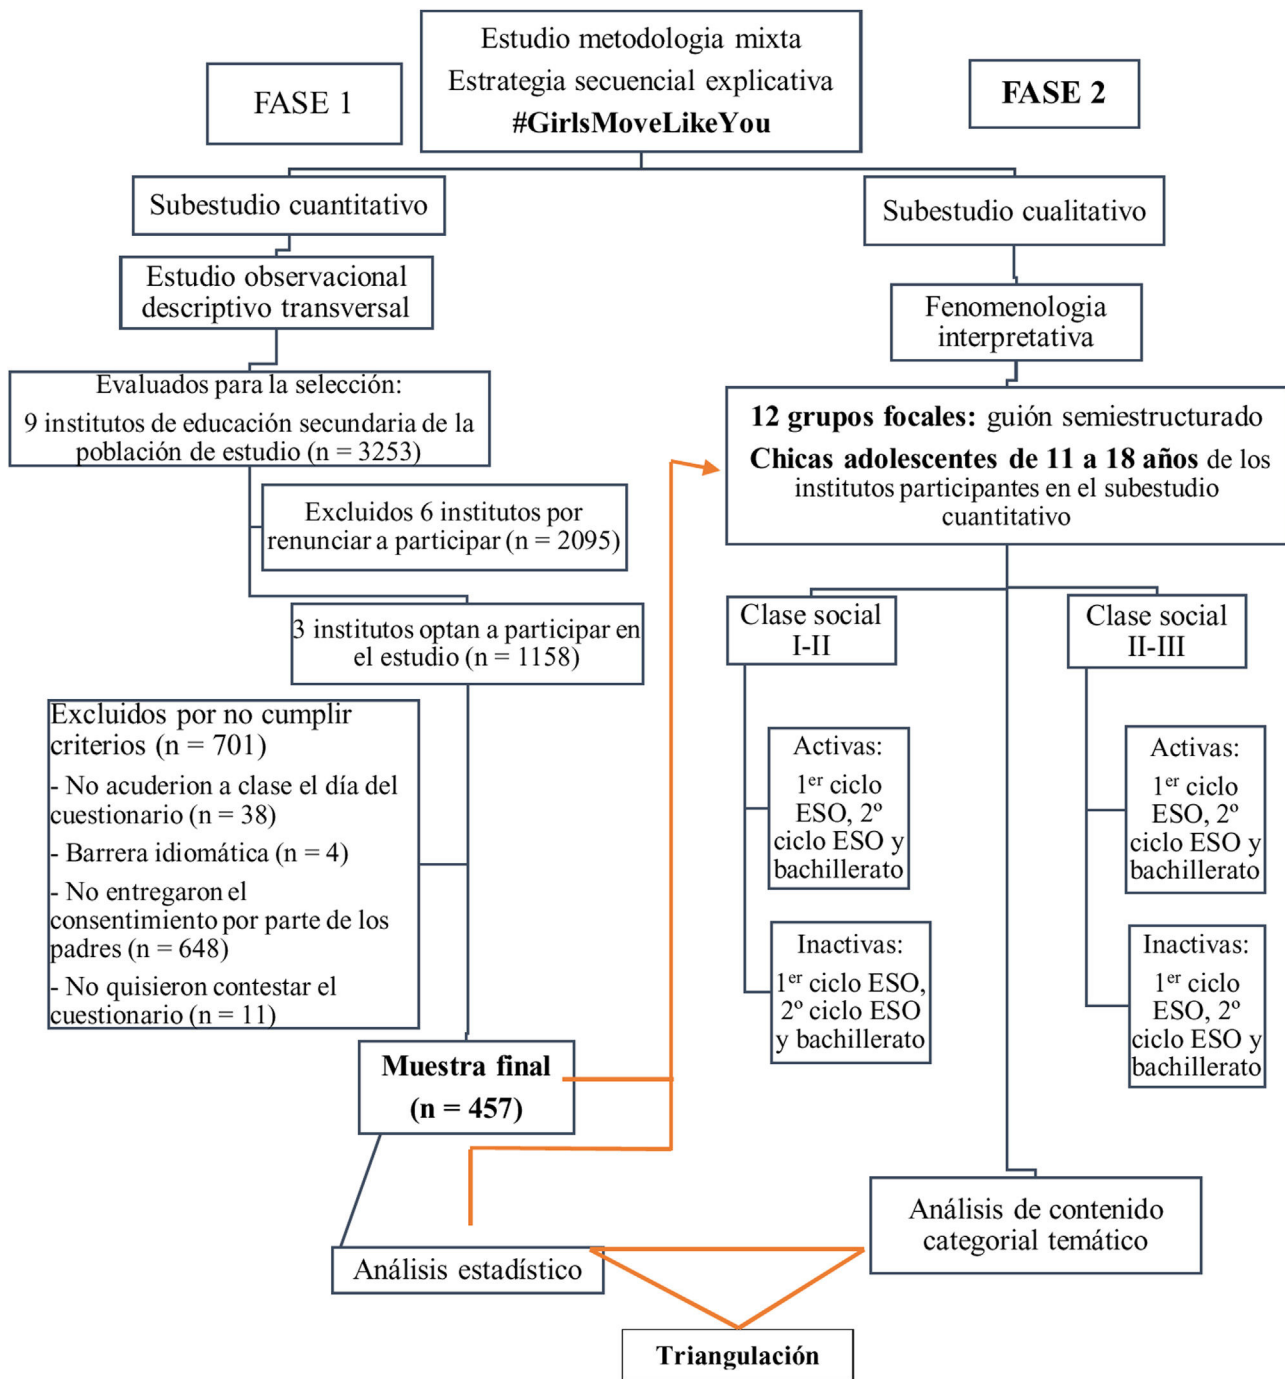 Estudio metodologia mixta
Estrategia secuencial explicativa
#GirlsMoveLikeYou
FASE 1
FASE 2
Subestudio cuantitativo
Estudio observacional
descriptivo transversal
Evaluados para la selección:
9 institutos de educación secundaria de la
población de estudio (n = 3253)
Excluidos 6 institutos por
renunciar a participar (n = 2095)
3 institutos optan a participar en
el estudio (n = 1158)
Excluidos por no cumplir
criterios (n = 701)
- No acuderion a clase el día del
cuestionario (n = 38)
- Barrera idiomática (n = 4)
- No entregaron el
consentimiento por parte de los
padres (n = 648)
- No quisieron contestar el
cuestionario (n = 11)
Muestra final
(n = 457)
Análisis estadístico
Subestudio cualitativo
Fenomenologia
interpretativa
12 grupos focales: guión semiestructurado
Chicas adolescentes de 11 a 18 años de los
institutos participantes en el subestudio
cuantitativo
Clase social
I-II
Activas:
1er ciclo
ESO, 2º
ciclo ESO y
bachillerato
Inactivas:
1er ciclo ESO,
2º ciclo ESO
y bachillerato
Clase social
II-III
Activas:
1er ciclo
ESO, 2º
ciclo ESO y
bachillerato
Inactivas:
1er ciclo
ESO, 2º
ciclo ESO y
bachillerato
Análisis de contenido
categorial temático
Triangulación